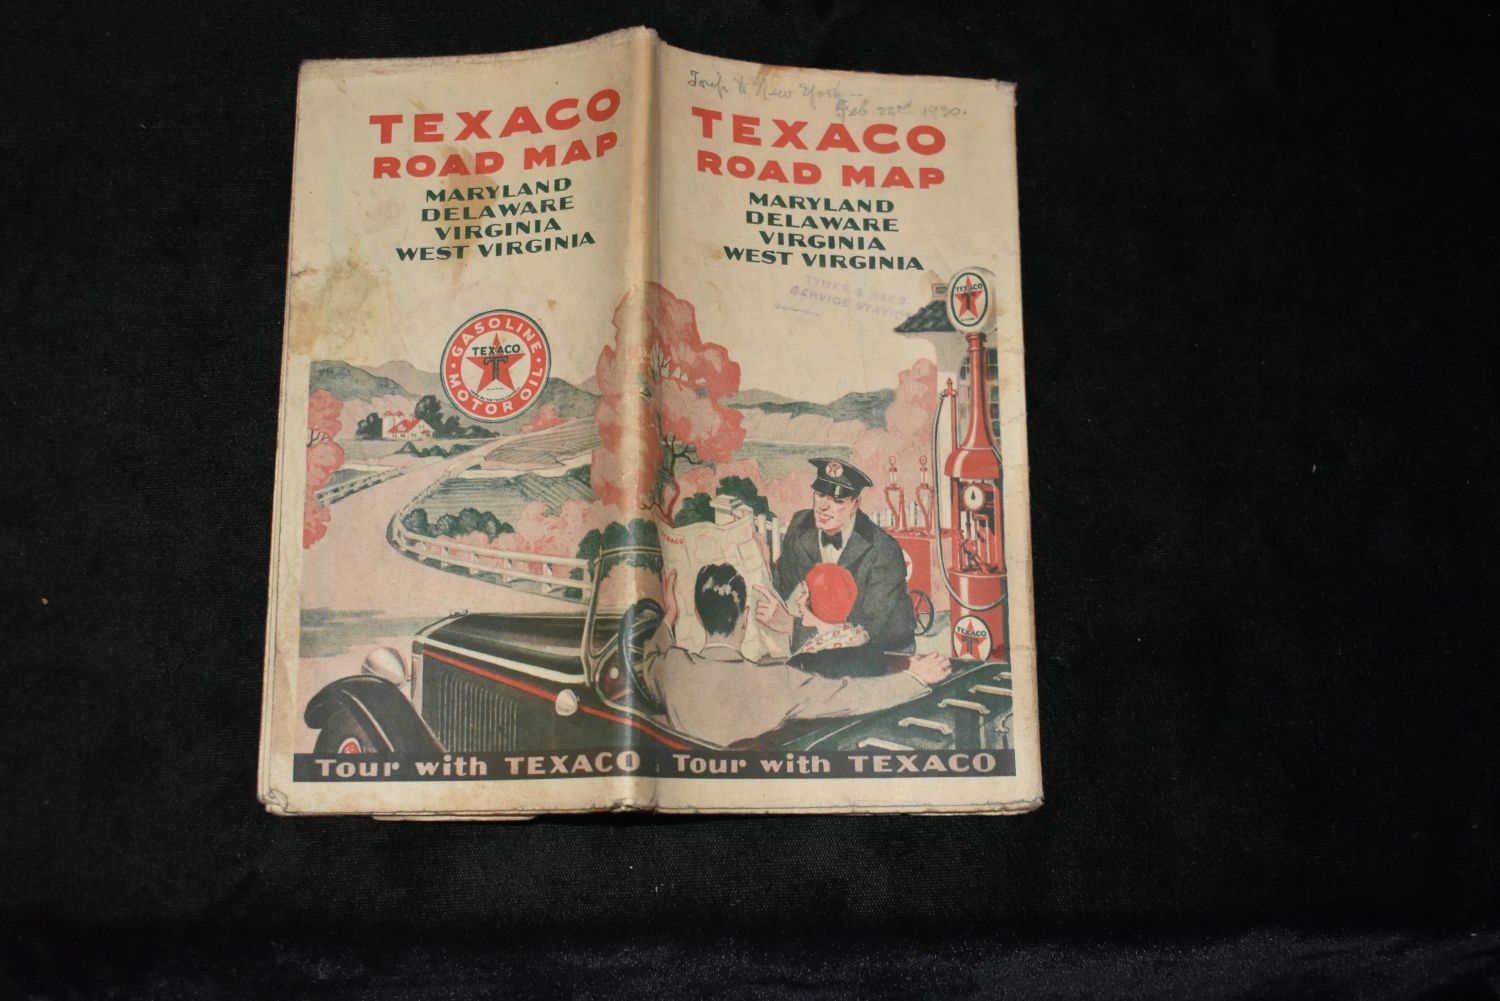 TEXACO
ROAD MAP
MARYLAND
DELAWARE
VIRGINIA
WEST VIRGINIA
GASOLINE
TEXACO
T
MOTOR OIL
Tour with TEXACO
Trip to New York —
Feb. 22nd 1930.
TEXACO
ROAD MAP
MARYLAND
DELAWARE
VIRGINIA
WEST VIRGINIA
SERVICE STATION
TEXACO
T
TEXACO
T
TEXACO
T
Tour with TEXACO